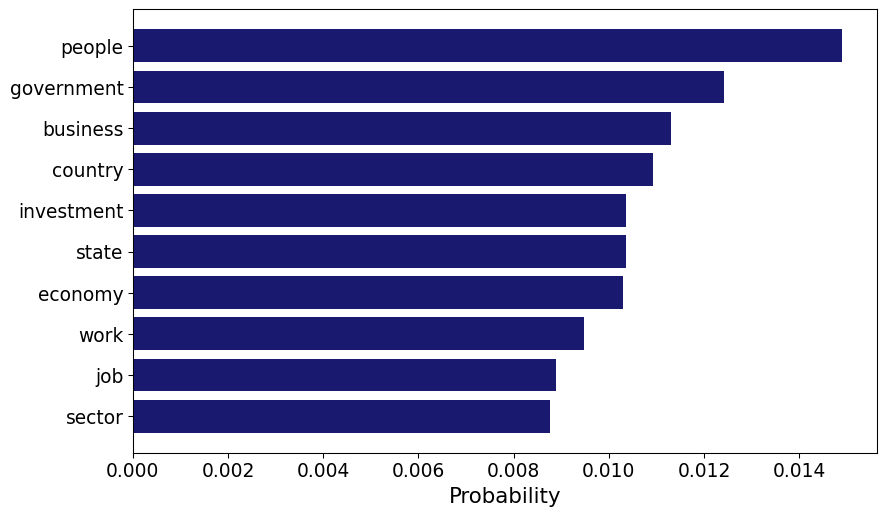 people
government
business
country
investment
state
economy
work
job
sector
0.000 0.002 0.004 0.006 0.008 0.010 0.012 0.014
Probability